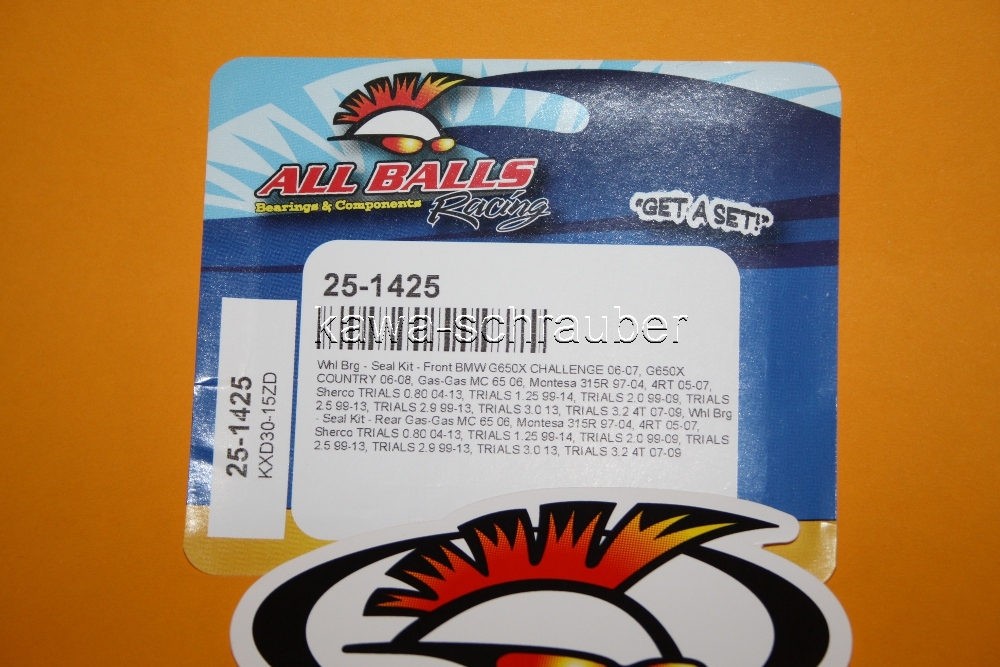 ALL BALLS
Bearings & Components
Racing
"GET A SET!"
25-1425
kawa-schrauber
Whl Brg - Seal Kit - Front BMW G650X CHALLENGE 06-07, G650X
COUNTRY 06-08, Gas-Gas MC 65 06, Montesa 315R 97-04, 4RT 05-07,
Sherco TRIALS 0.80 04-13, TRIALS 1.25 99-14, TRIALS 2.0 99-09, TRIALS
2.5 99-13, TRIALS 2.9 99-13, TRIALS 3.0 13, TRIALS 3.2 4T 07-09, Whl Brg
- Seal Kit - Rear Gas-Gas MC 65 06, Montesa 315R 97-04, 4RT 05-07,
Sherco TRIALS 0.80 04-13, TRIALS 1.25 99-14, TRIALS 2.0 99-09, TRIALS
2.5 99-13, TRIALS 2.9 99-13, TRIALS 3.0 13, TRIALS 3.2 4T 07-09
25-1425
KXD30-15ZD